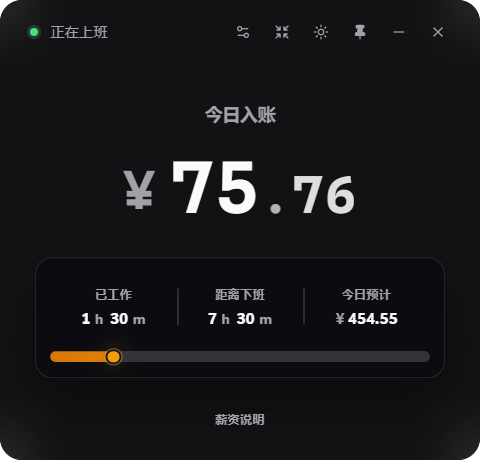 正在上班
今日入账
¥ 75.76
已工作 距离下班 今日预计
1 h 30 m 7 h 30 m ¥454.55
薪资说明